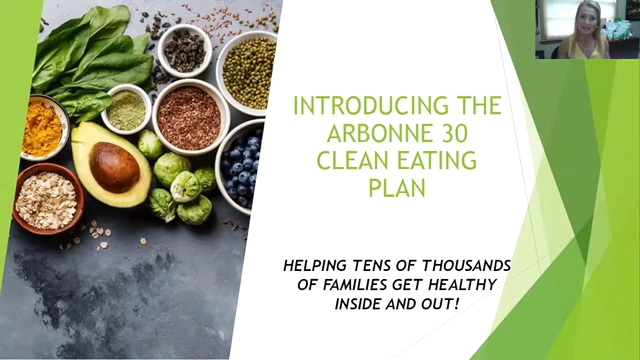 INTRODUCING THE
ARBONNE 30
CLEAN EATING
PLAN
HELPING TENS OF THOUSANDS
OF FAMILIES GET HEALTHY
INSIDE AND OUT!